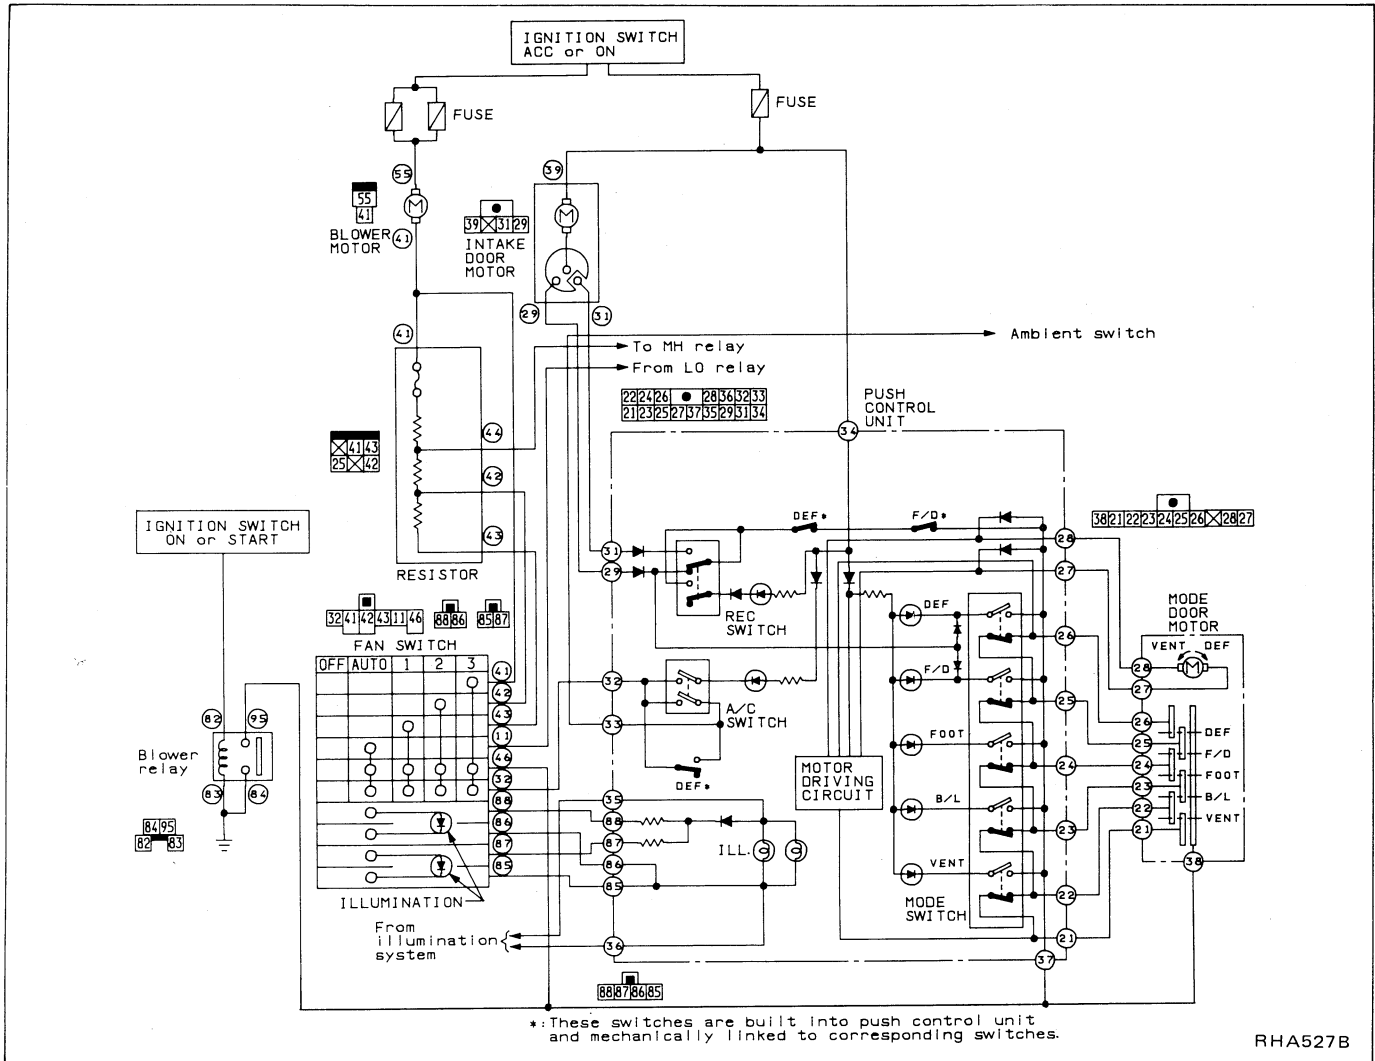 IGNITION SWITCH
ACC or ON
FUSE
FUSE
55
39
55
41
BLOWER
MOTOR
41
M
39 31 29
INTAKE
DOOR
MOTOR
M
29
31
41
Ambient switch
To MH relay
From LO relay
22 24 26 28 36 32 33
21 23 25 27 37 35 29 31 34
PUSH
CONTROL
UNIT
34
44
41 43
25 42
42
43
RESISTOR
IGNITION SWITCH
ON or START
DEF*
F/D*
38 21 22 23 24 25 26 28 27
31
29
28
27
REC
SWITCH
DEF
MODE
DOOR
MOTOR
VENT DEF
M
28
27
26
32 41 42 43 11 46
88 86
85 87
FAN SWITCH
OFF AUTO 1 2 3
41
42
43
11
46
32
88
86
87
85
32
33
A/C
SWITCH
DEF*
F/D
25
FOOT
24
B/L
23
VENT
22
21
37
MODE
SWITCH
MOTOR
DRIVING
CIRCUIT
26
25
24
23
22
21
38
DEF
F/D
FOOT
B/L
VENT
82
95
Blower
relay
83
84
84 95
82 83
35
88
87
86
85
36
ILL.
ILLUMINATION
From
illumination
system
88 87 86 85
*:These switches are built into push control unit
and mechanically linked to corresponding switches.
RHA527B